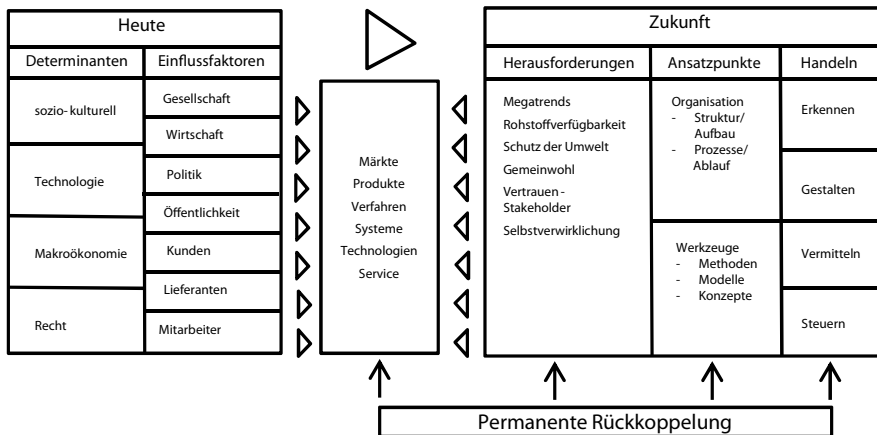 Heute
Determinanten
Einflussfaktoren
sozio-kulturell
Technologie
Makroökonomie
Recht
Gesellschaft
Wirtschaft
Politik
Öffentlichkeit
Kunden
Lieferanten
Mitarbeiter
Märkte
Produkte
Verfahren
Systeme
Technologien
Service
Zukunft
Herausforderungen
Ansatzpunkte
Handeln
Megatrends
Rohstoffverfügbarkeit
Schutz der Umwelt
Gemeinwohl
Vertrauen-
Stakeholder
Selbstverwirklichung
Organisation
- Struktur/
Aufbau
- Prozesse/
Ablauf
Werkzeuge
- Methoden
- Modelle
- Konzepte
Erkennen
Gestalten
Vermitteln
Steuern
Permanente Rückkoppelung